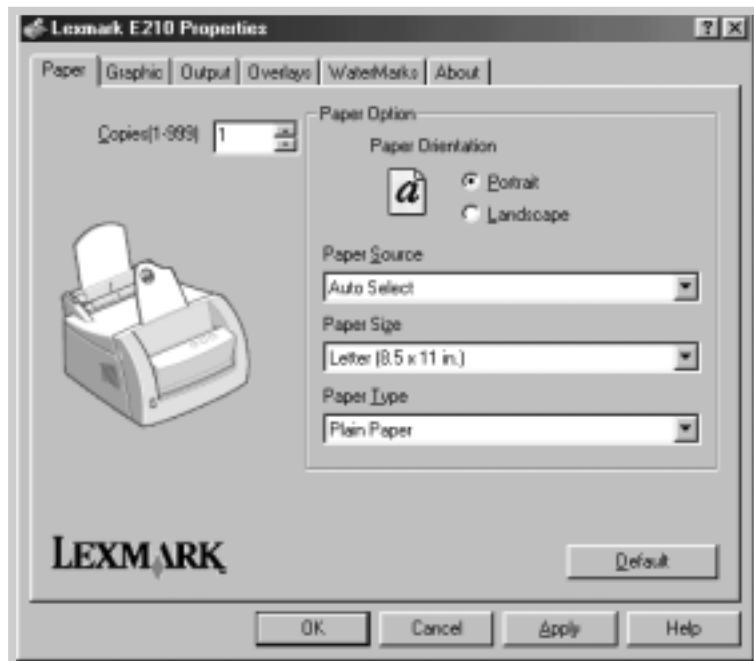 Lexmark E210 Properties
Paper Graphic Output Overlays WaterMarks About
Copies(1-999) 1
Paper Option
Paper Orientation
a
Portrait
Landscape
Paper Source
Auto Select
Paper Size
Letter (8.5 x 11 in.)
Paper Type
Plain Paper
LEXMARK
Default
OK Cancel Apply Help